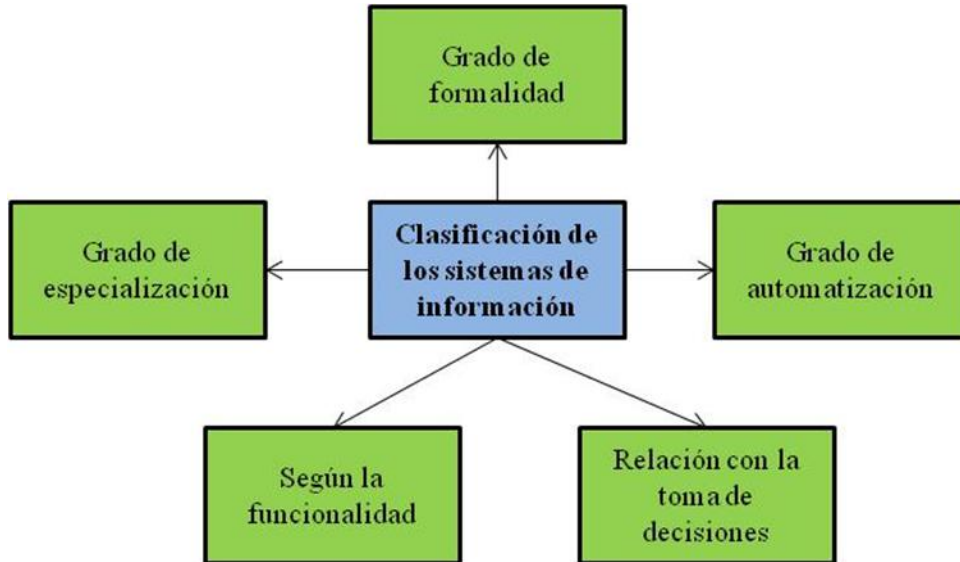 Grado de
formalidad
Grado de
especialización
Clasificación de
los sistemas de
información
Grado de
automatización
Según la
funcionalidad
Relación con la
toma de
decisiones